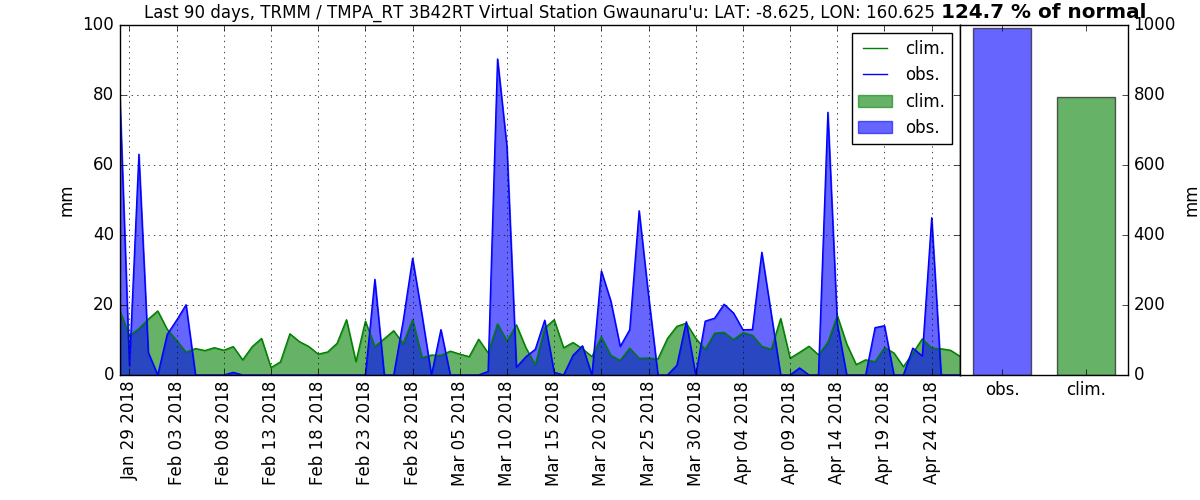 Last 90 days, TRMM / TMPA_RT 3B42RT Virtual Station Gwaunaru'u: LAT: -8.625, LON: 160.625 124.7 % of normal
100
80
60
40
20
0
mm
clim.
obs.
clim.
obs.
1000
800
600
400
200
0
mm
obs.
clim.
Jan 29 2018
Feb 03 2018
Feb 08 2018
Feb 13 2018
Feb 18 2018
Feb 23 2018
Feb 28 2018
Mar 05 2018
Mar 10 2018
Mar 15 2018
Mar 20 2018
Mar 25 2018
Mar 30 2018
Apr 04 2018
Apr 09 2018
Apr 14 2018
Apr 19 2018
Apr 24 2018